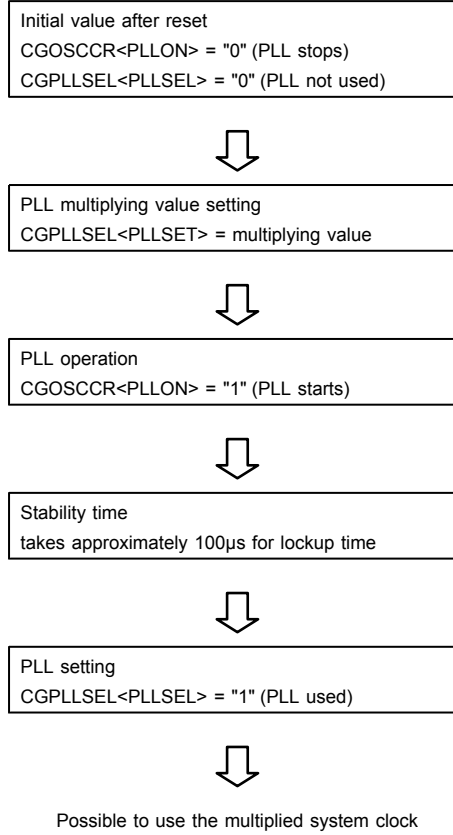 Initial value after reset
CGOSCCR<PLLON> = "0" (PLL stops)
CGPLLSEL<PLLSEL> = "0" (PLL not used)
PLL multiplying value setting
CGPLLSEL<PLLSET> = multiplying value
PLL operation
CGOSCCR<PLLON> = "1" (PLL starts)
Stability time
takes approximately 100µs for lockup time
PLL setting
CGPLLSEL<PLLSEL> = "1" (PLL used)
Possible to use the multiplied system clock